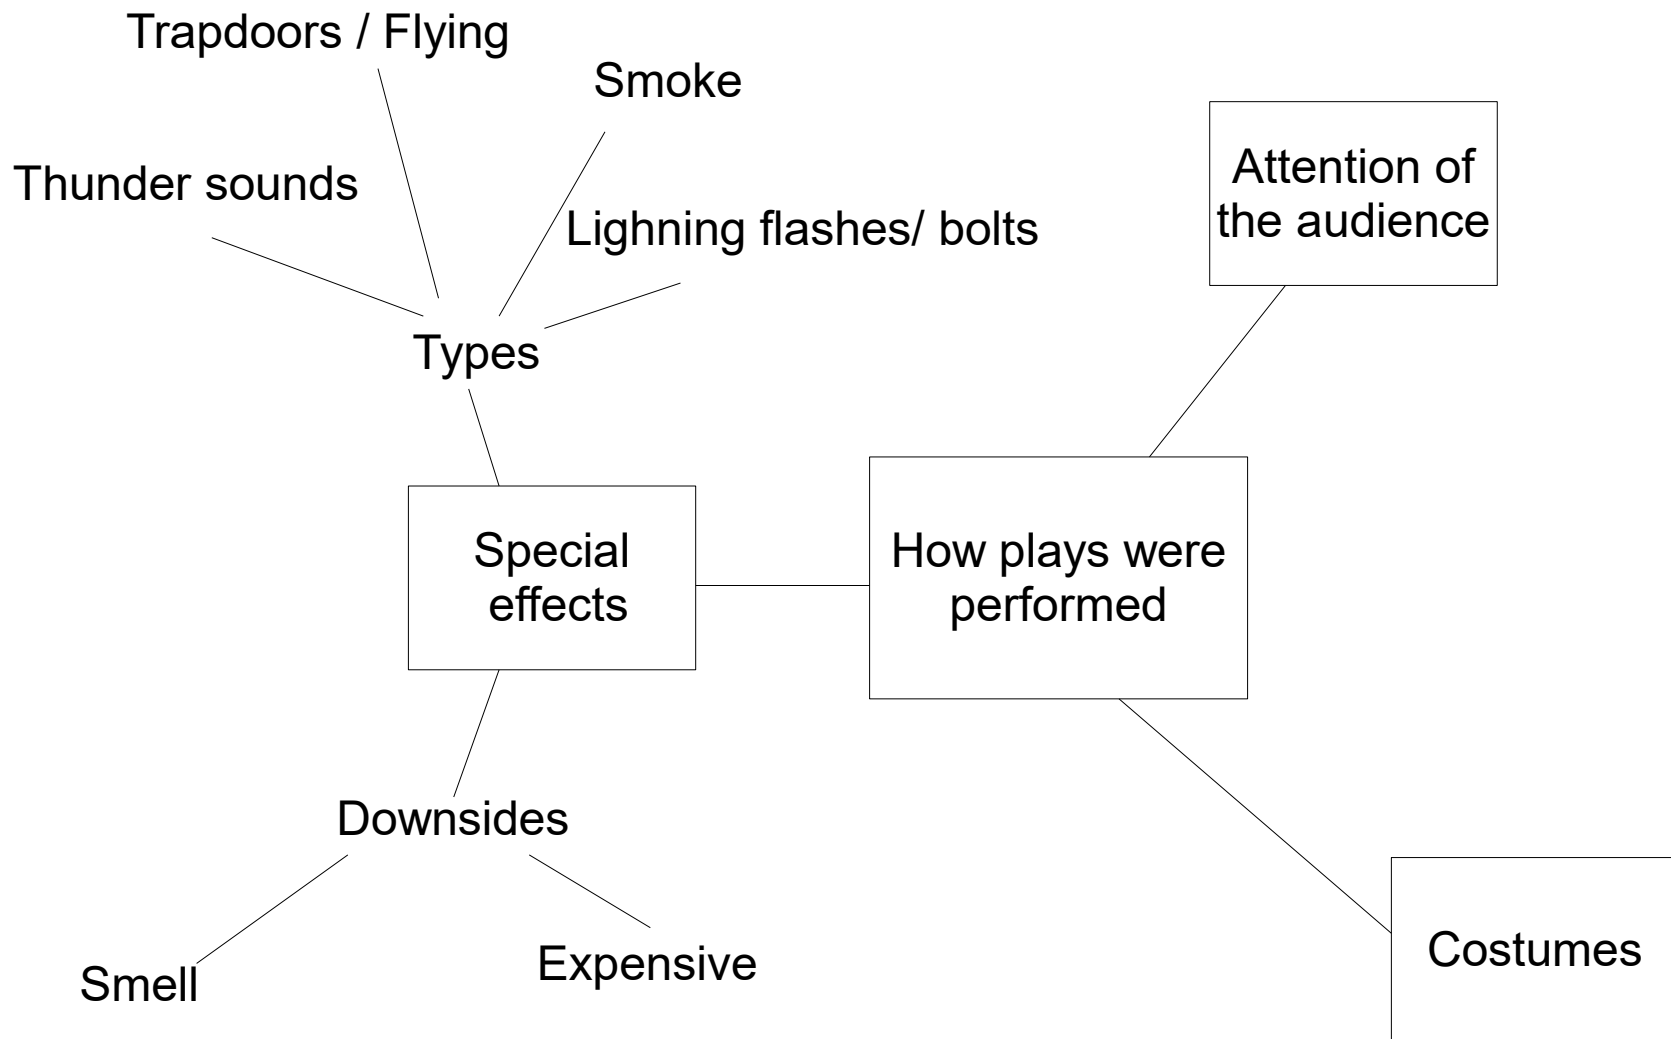 Trapdoors / Flying
Smoke
Thunder sounds
Lighning flashes/ bolts
Types
Attention of
the audience
Special
effects
How plays were
performed
Downsides
Smell
Expensive
Costumes